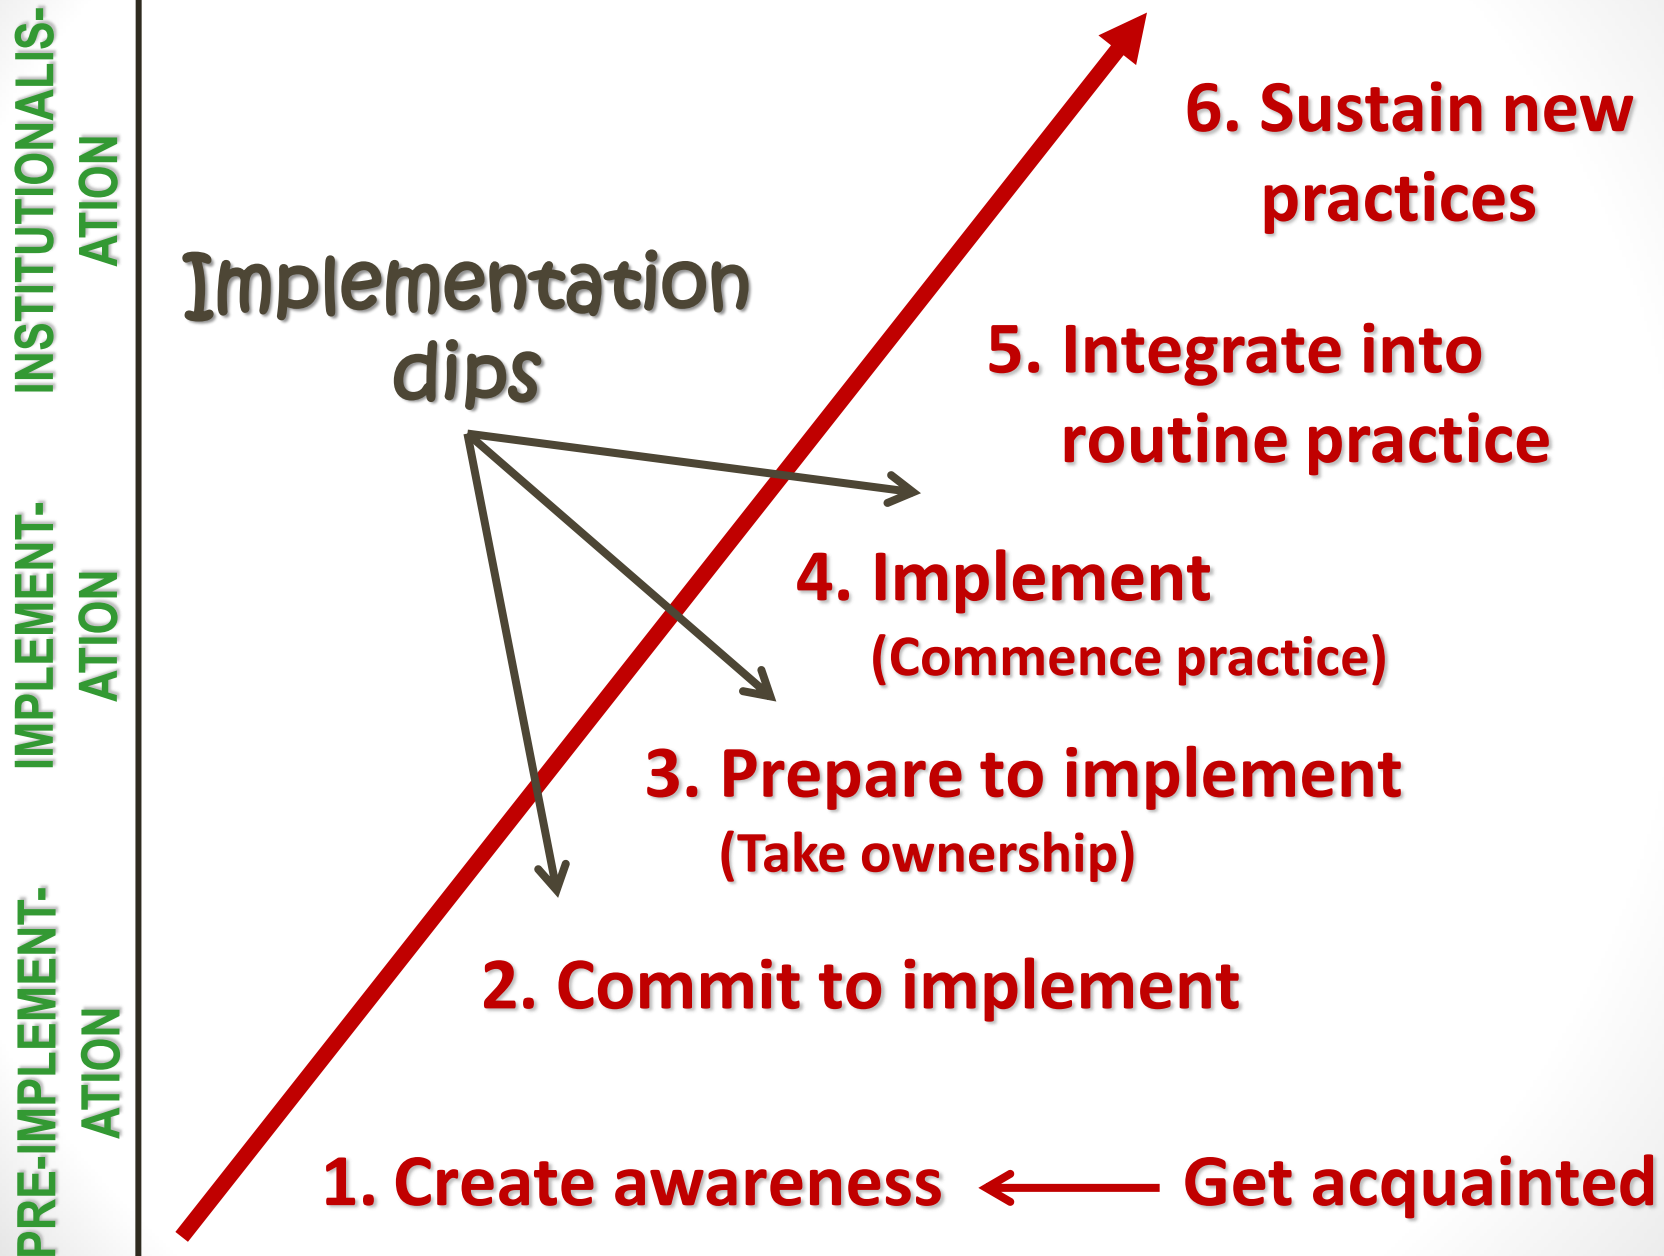 INSTITUTIONALIS-
ATION
IMPLEMENT-
ATION
PRE-IMPLEMENT-
ATION
Implementation
dips
6. Sustain new
practices
5. Integrate into
routine practice
4. Implement
(Commence practice)
3. Prepare to implement
(Take ownership)
2. Commit to implement
1. Create awareness
Get acquainted